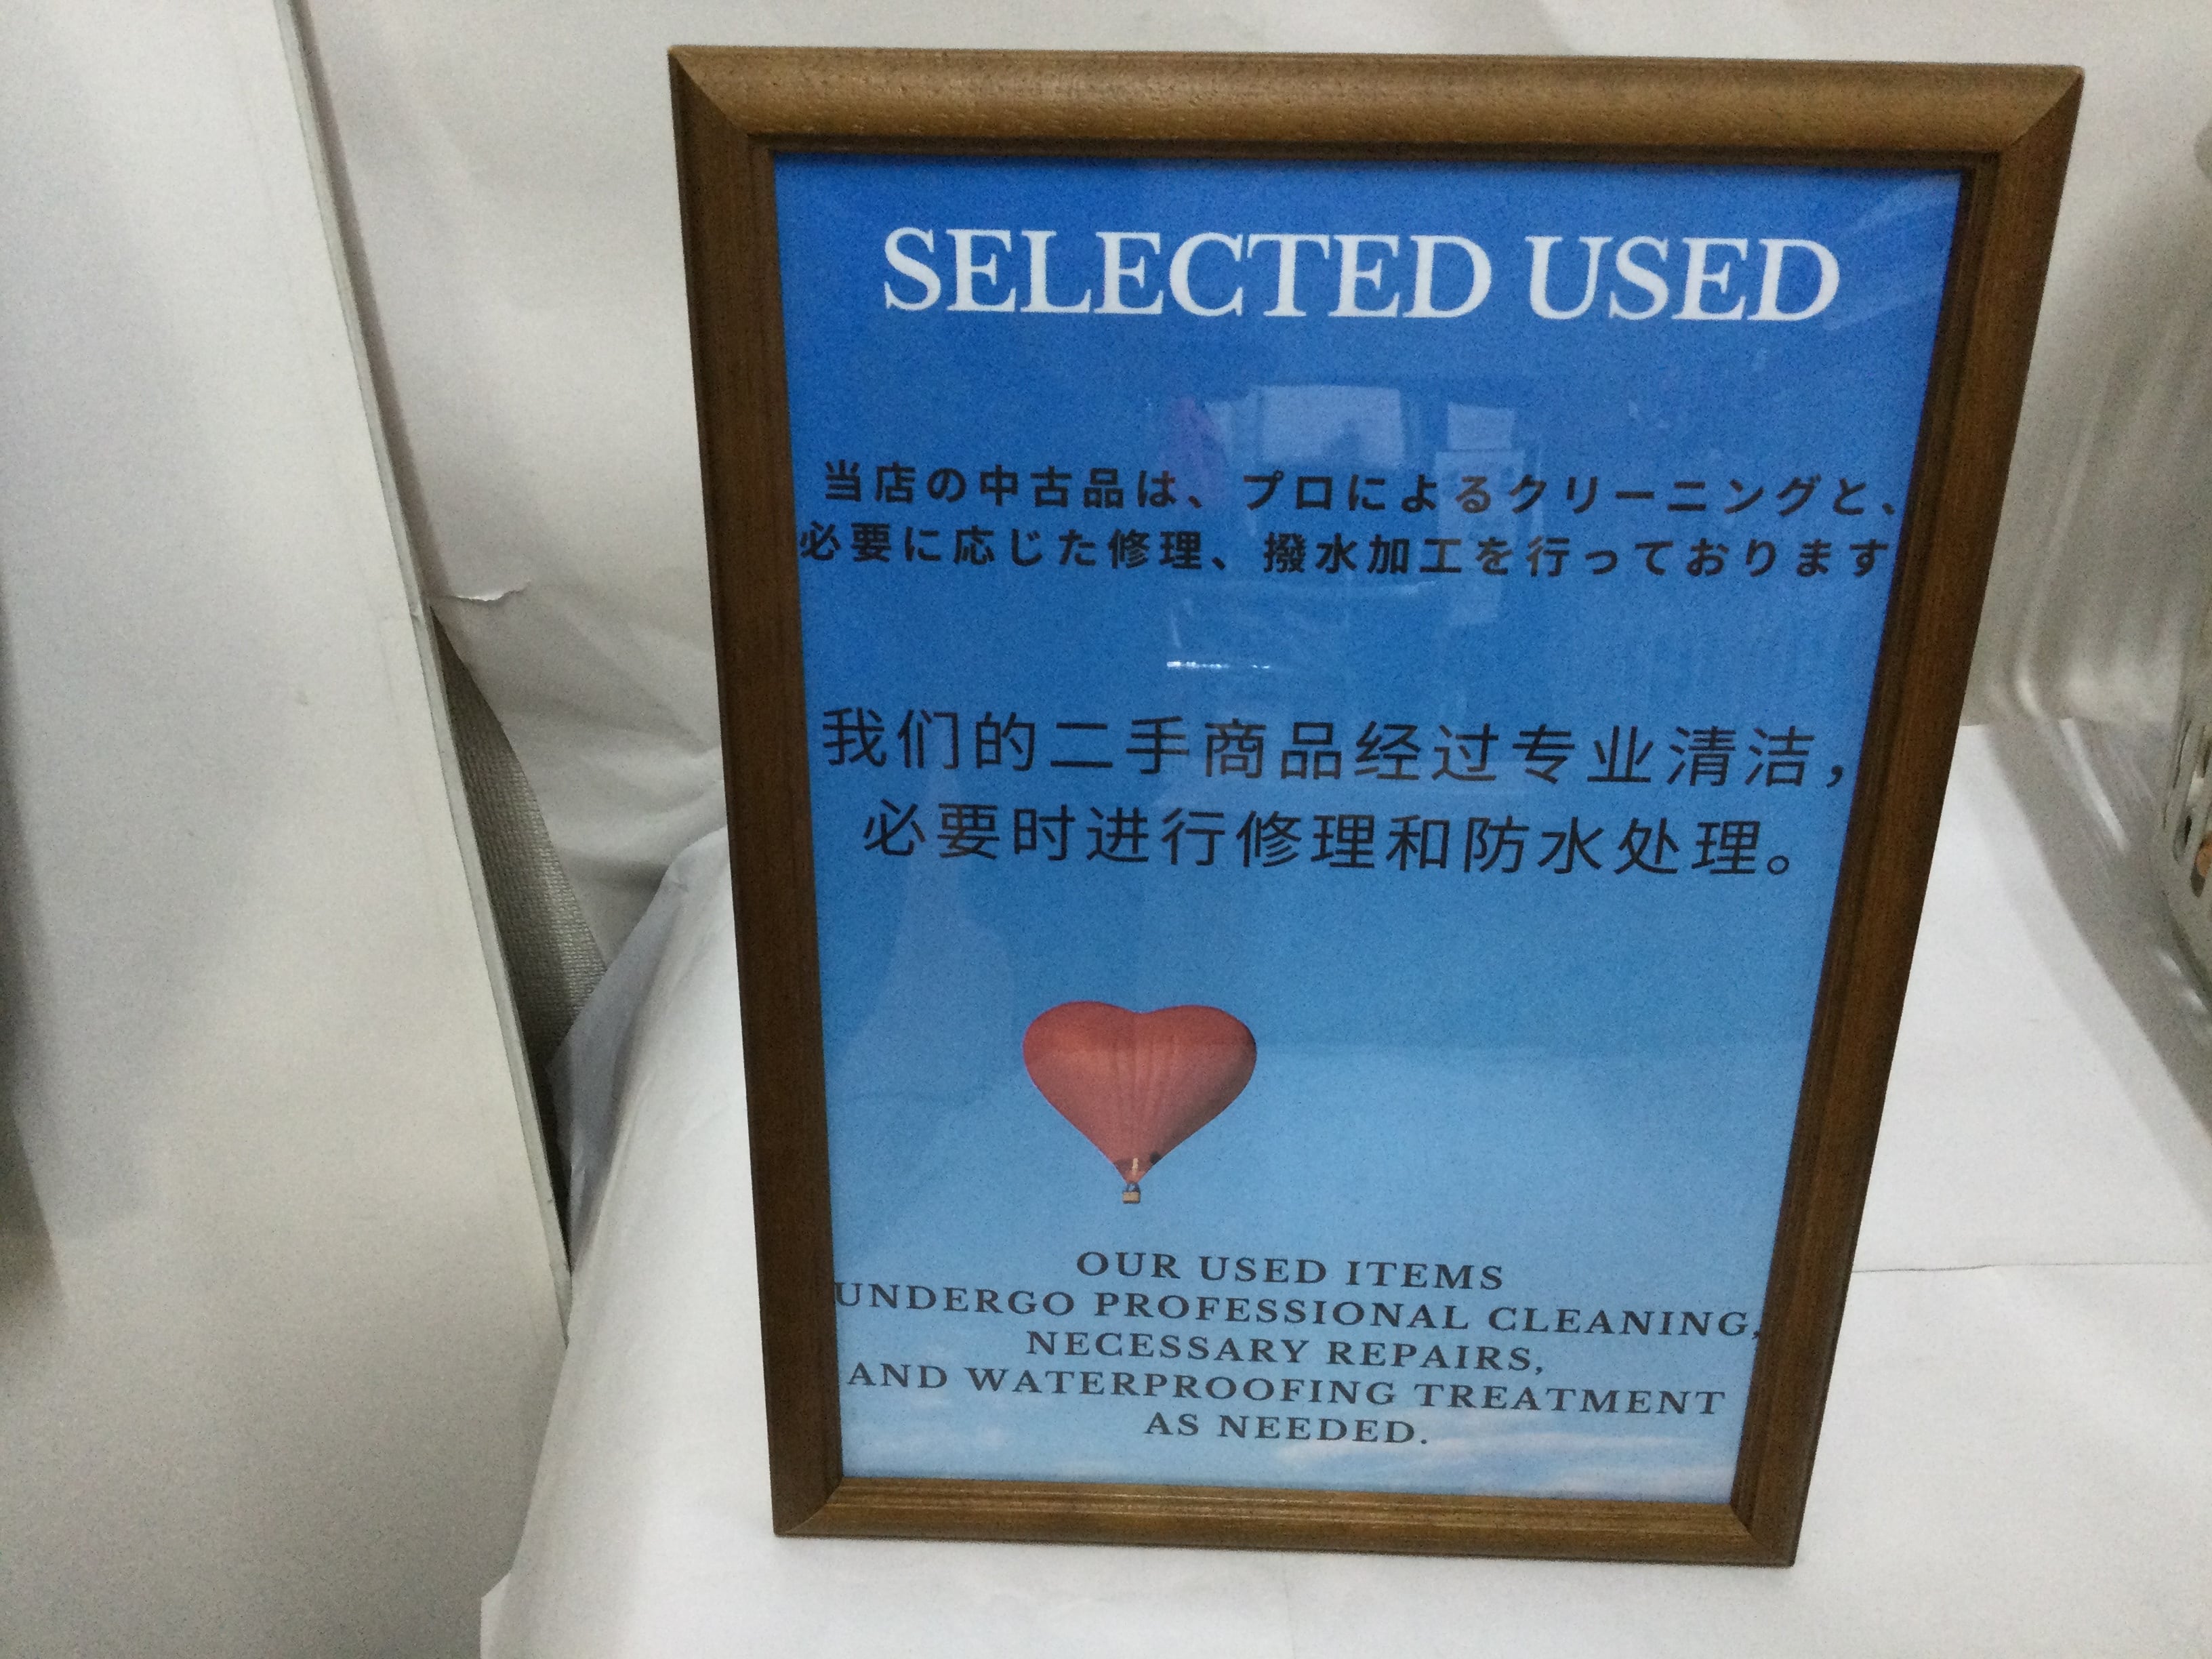 SELECTED USED
当店の中古品は、プロによるクリーニングと、
必要に応じた修理、撥水加工を行っております
我们的二手商品经过专业清洁，
必要时进行修理和防水处理。
OUR USED ITEMS
UNDERGO PROFESSIONAL CLEANING,
NECESSARY REPAIRS,
AND WATERPROOFING TREATMENT
AS NEEDED.